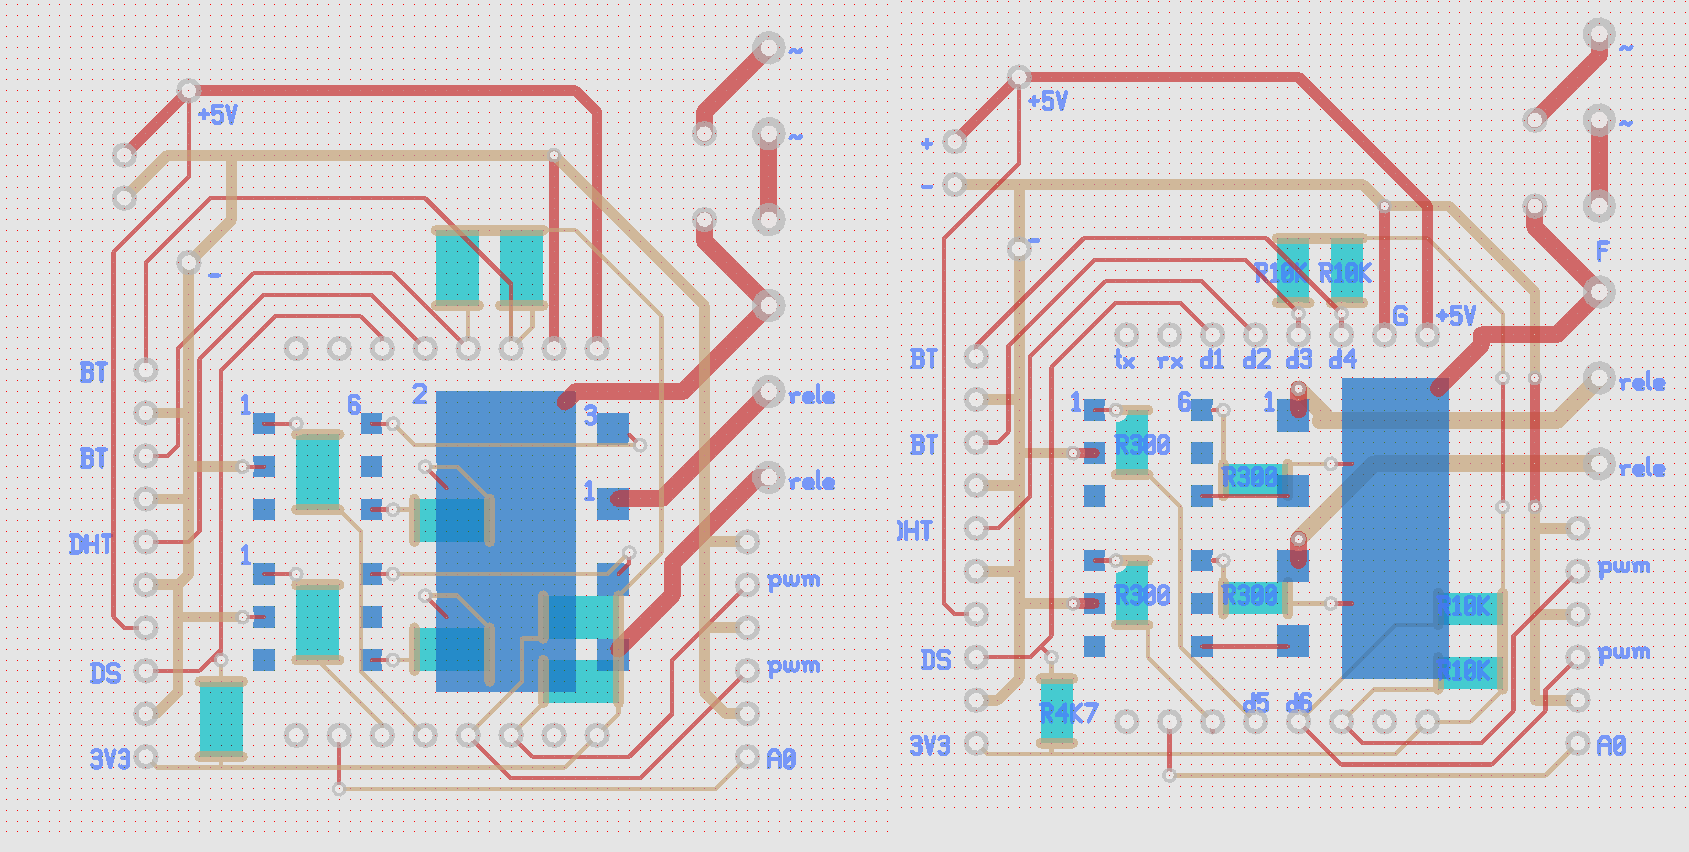 ~
+5V
~
-
BT
2
rele
1
6
3
BT
1
rele
DHT
1
pwm
DS
pwm
3V3
A0
~
+5V
+
~
-
-
F
R10K
R10K
G
+5V
BT
tx
rx
d1
d2
d3
d4
rele
1
6
1
BT
R300
rele
R300
DHT
pwm
R300
R300
R10K
DS
pwm
R10K
R4K7
d5
d6
3V3
A0